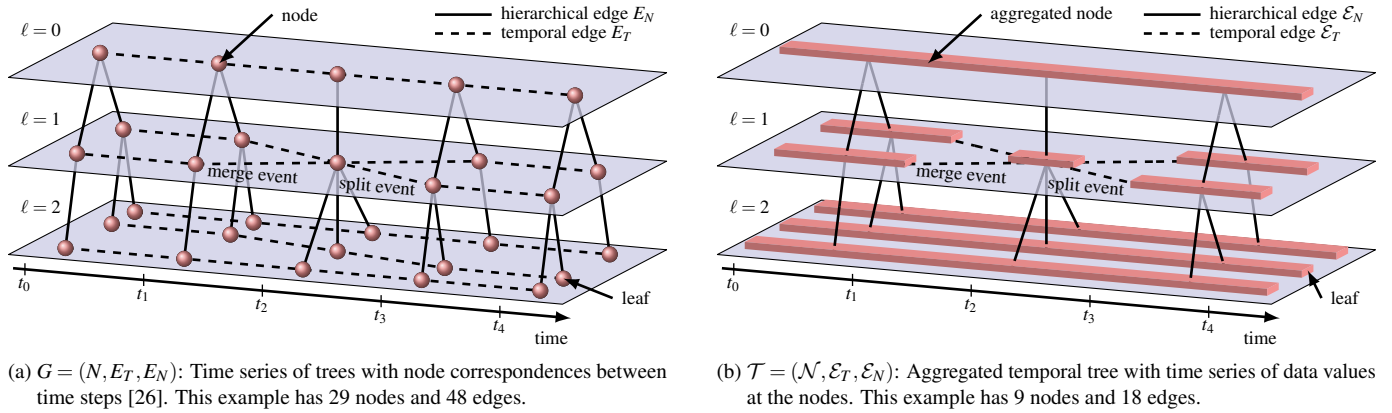 node
hierarchical edge E_N
temporal edge E_T
ℓ = 0
ℓ = 1
merge event
split event
ℓ = 2
leaf
t_0
t_1
t_2
t_3
t_4
time
(a) G = (N, E_T, E_N): Time series of trees with node correspondences between
time steps [26]. This example has 29 nodes and 48 edges.
aggregated node
hierarchical edge ℰ_N
temporal edge ℰ_T
ℓ = 0
ℓ = 1
merge event
split event
ℓ = 2
leaf
t_0
t_1
t_2
t_3
t_4
time
(b) 𝒯 = (𝒩, ℰ_T, ℰ_N): Aggregated temporal tree with time series of data values
at the nodes. This example has 9 nodes and 18 edges.